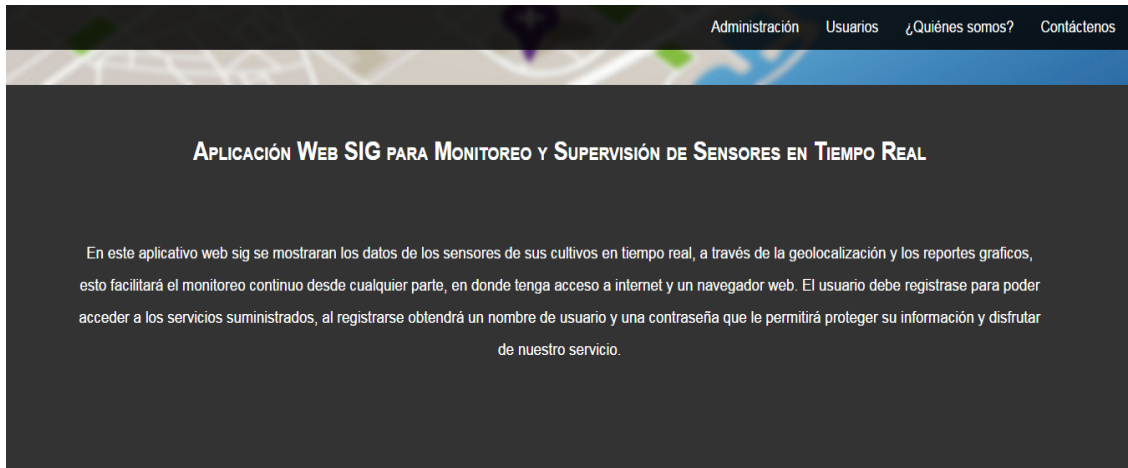 Administración Usuarios ¿Quiénes somos? Contáctenos
Aplicación Web SIG para Monitoreo y Supervisión de Sensores en Tiempo Real
En este aplicativo web sig se mostraran los datos de los sensores de sus cultivos en tiempo real, a través de la geolocalización y los reportes graficos,
esto facilitará el monitoreo continuo desde cualquier parte, en donde tenga acceso a internet y un navegador web. El usuario debe registrase para poder
acceder a los servicios suministrados, al registrarse obtendrá un nombre de usuario y una contraseña que le permitirá proteger su información y disfrutar
de nuestro servicio.